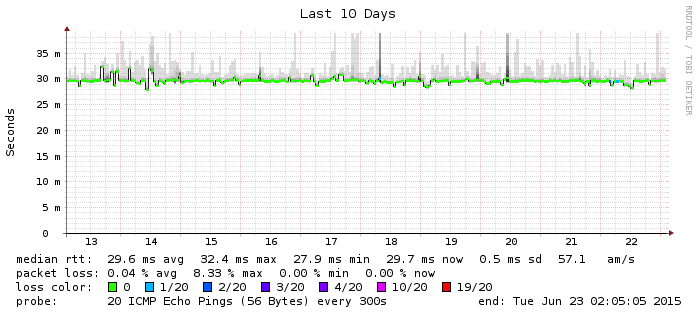 Last 10 Days
RRDTOOL / TOBI OETIKER
Seconds
35 m
30 m
25 m
20 m
15 m
10 m
5 m
0
13 14 15 16 17 18 19 20 21 22
median rtt: 29.6 ms avg 32.4 ms max 27.9 ms min 29.7 ms now 0.5 ms sd 57.1 am/s
packet loss: 0.04 % avg 8.33 % max 0.00 % min 0.00 % now
loss color: 0 1/20 2/20 3/20 4/20 10/20 19/20
probe: 20 ICMP Echo Pings (56 Bytes) every 300s end: Tue Jun 23 02:05:05 2015